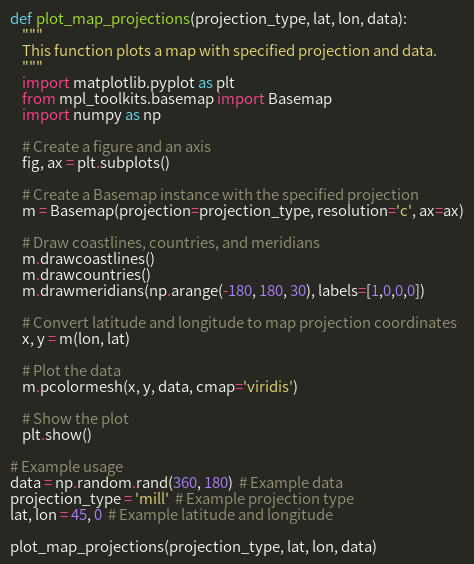 def plot_map_projections(projection_type, lat, lon, data):
    """
    This function plots a map with specified projection and data.
    """
    import matplotlib.pyplot as plt
    from mpl_toolkits.basemap import Basemap
    import numpy as np

    # Create a figure and an axis
    fig, ax = plt.subplots()

    # Create a Basemap instance with the specified projection
    m = Basemap(projection=projection_type, resolution='c', ax=ax)

    # Draw coastlines, countries, and meridians
    m.drawcoastlines()
    m.drawcountries()
    m.drawmeridians(np.arange(-180, 180, 30), labels=[1,0,0,0])

    # Convert latitude and longitude to map projection coordinates
    x, y = m(lon, lat)

    # Plot the data
    m.pcolormesh(x, y, data, cmap='viridis')

    # Show the plot
    plt.show()

# Example usage
data = np.random.rand(360, 180)  # Example data
projection_type = 'mill'  # Example projection type
lat, lon = 45, 0  # Example latitude and longitude

plot_map_projections(projection_type, lat, lon, data)